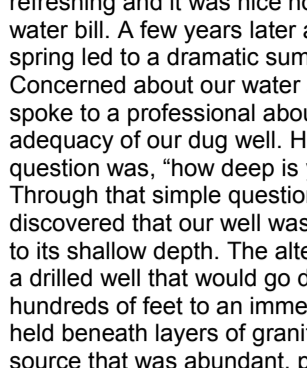 refreshing and it was nice no
water bill. A few years later a
spring led to a dramatic sum
Concerned about our water
spoke to a professional abou
adequacy of our dug well. H
question was, “how deep is y
Through that simple question
discovered that our well was
to its shallow depth. The alte
a drilled well that would go d
hundreds of feet to an imme
held beneath layers of granit
source that was abundant, p